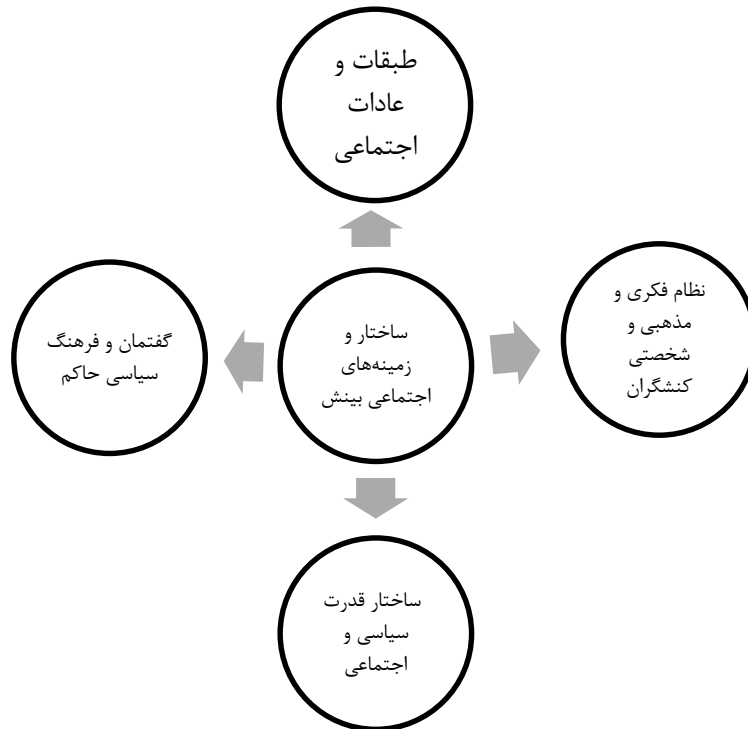 طبقات و
عادات
اجتماعی
نظام فکری و
مذهبی و
شخصتی
کنشگران
ساختار و
زمینه‌های
اجتماعی بینش
گفتمان و فرهنگ
سیاسی حاکم
ساختار قدرت
سیاسی و
اجتماعی